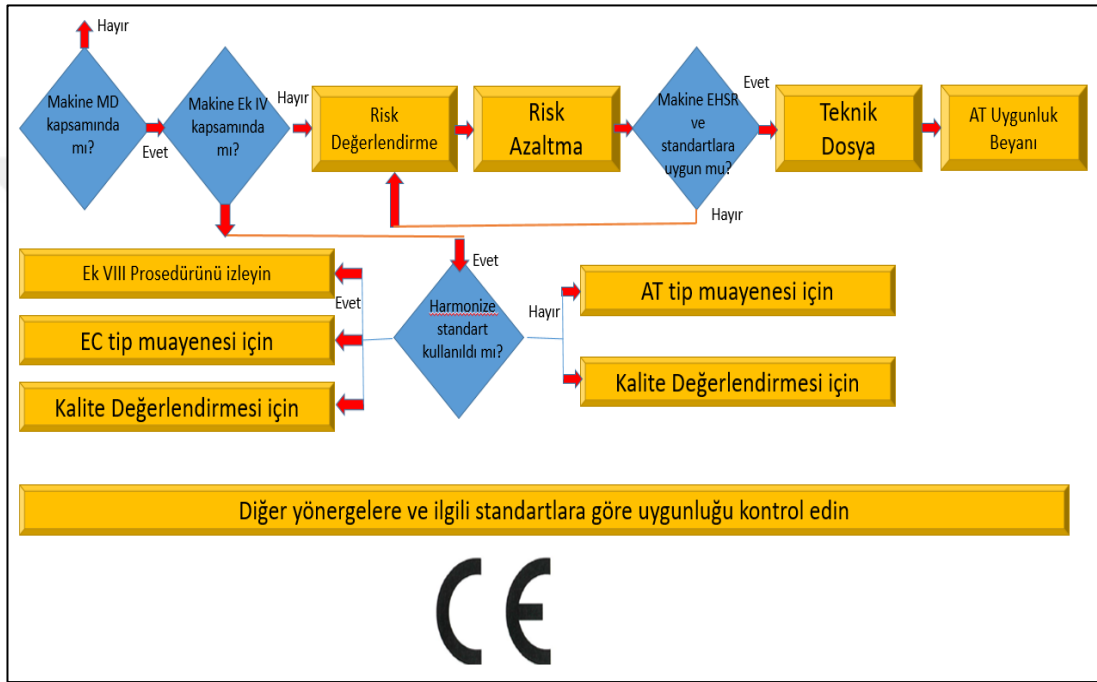 Hayır
Makine MD
kapsamında
mı?
Evet
Makine Ek IV
kapsamında
mı?
Hayır
Risk
Değerlendirme
Risk
Azaltma
Makine EHSR
ve
standartlara
uygun mu?
Evet
Hayır
Teknik
Dosya
AT Uygunluk
Beyanı
Evet
Ek VIII Prosedürünü izleyin
Evet
EC tip muayenesi için
Kalite Değerlendirmesi için
Harmonize
standart
kullanıldı mı?
Hayır
AT tip muayenesi için
Kalite Değerlendirmesi için
Diğer yönergelere ve ilgili standartlara göre uygunluğu kontrol edin
CE